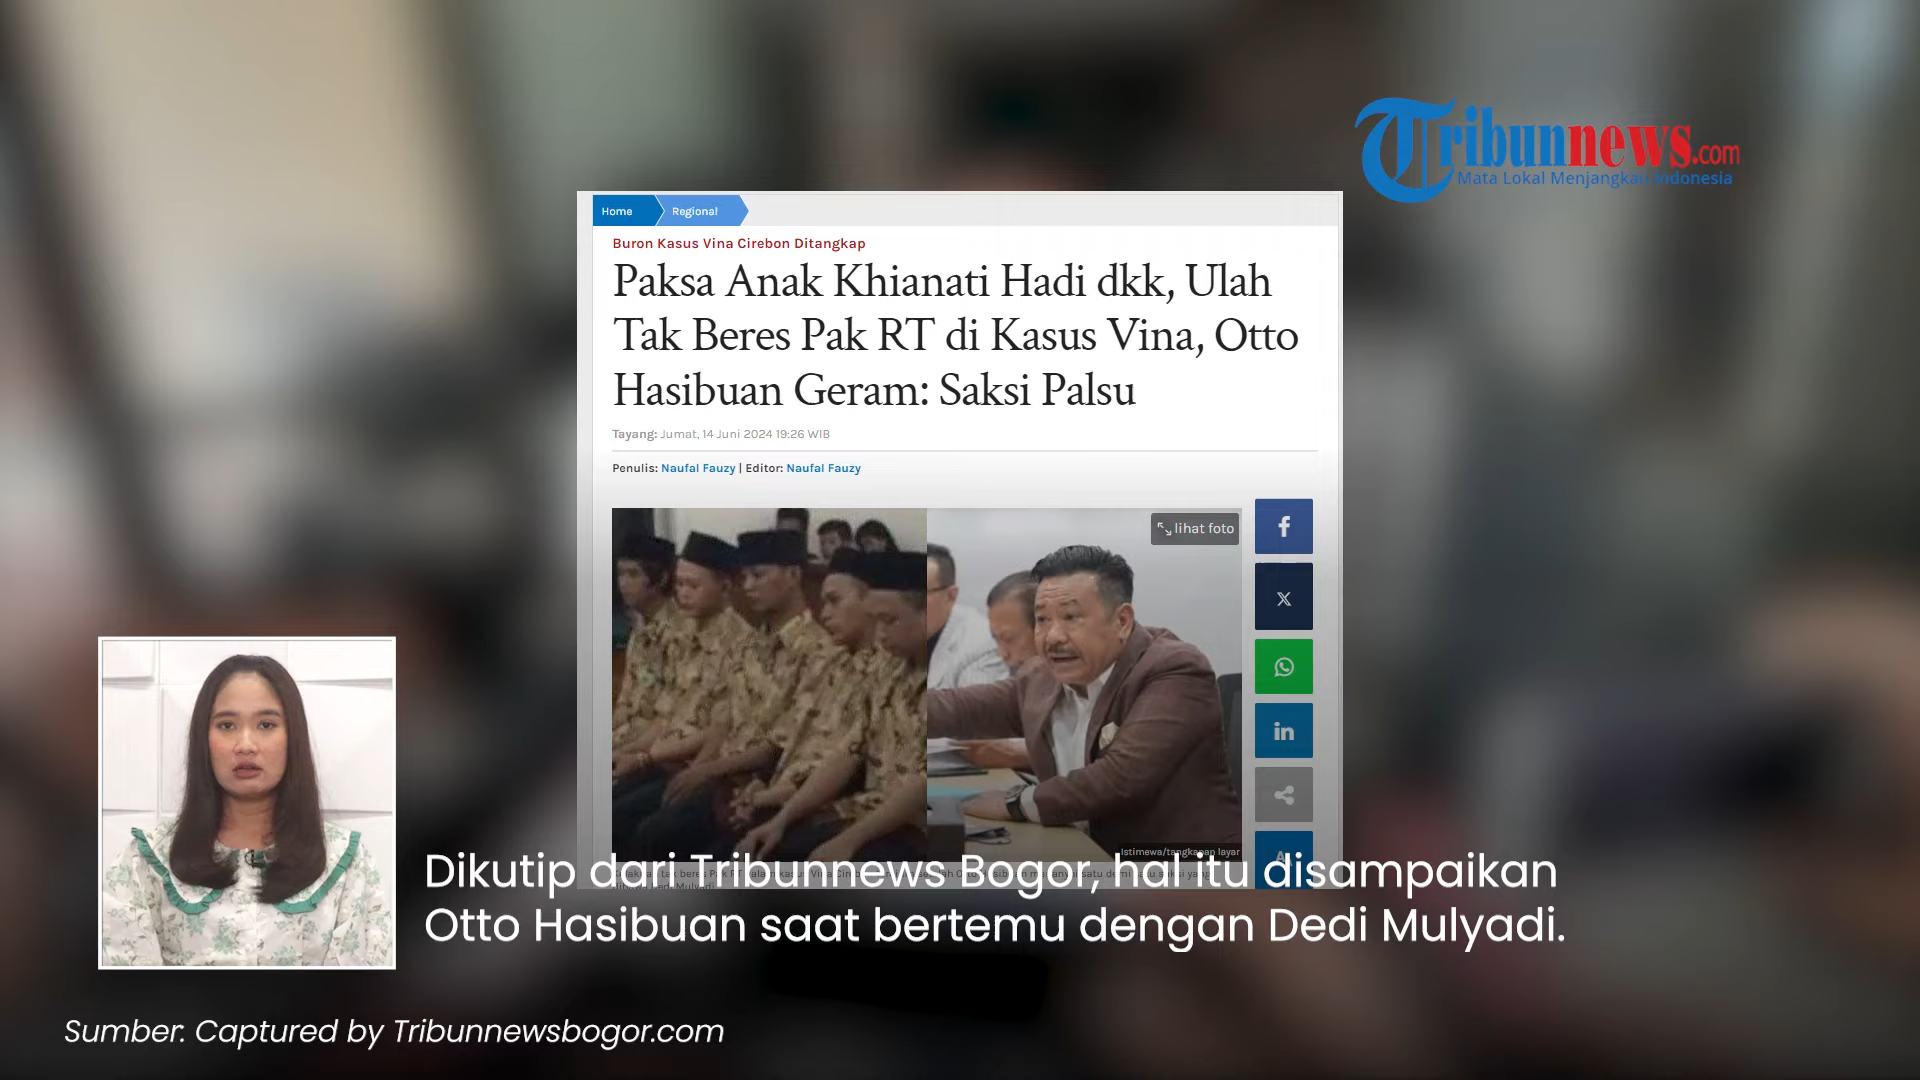 Tribunnews.com
Mata Lokal Menjangkau Indonesia
Home
Regional
Buron Kasus Vina Cirebon Ditangkap
Paksa Anak Khianati Hadi dkk, Ulah
Tak Beres Pak RT di Kasus Vina, Otto
Hasibuan Geram: Saksi Palsu
Tayang: Jumat, 14 Juni 2024 19:26 WIB
Penulis: Naufal Fauzy | Editor: Naufal Fauzy
lihat foto
Istimewa/tangkapan layar
Dikutip dari Tribunnews Bogor, hal itu disampaikan
Otto Hasibuan saat bertemu dengan Dedi Mulyadi.
Sumber: Captured by Tribunnewsbogor.com